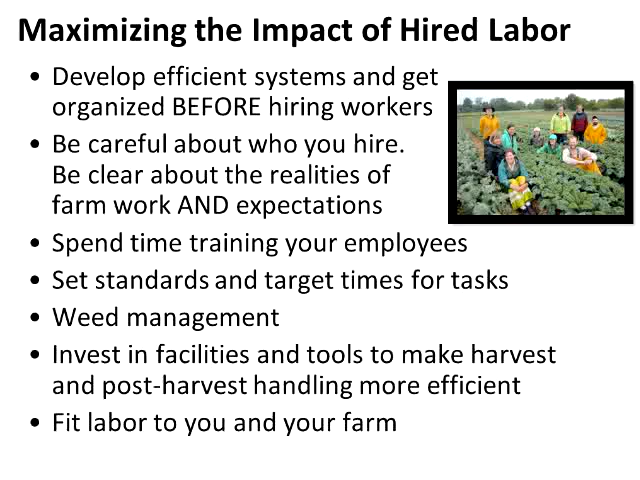 Maximizing the Impact of Hired Labor
• Develop efficient systems and get
organized BEFORE hiring workers
• Be careful about who you hire.
Be clear about the realities of
farm work AND expectations
• Spend time training your employees
• Set standards and target times for tasks
• Weed management
• Invest in facilities and tools to make harvest
and post-harvest handling more efficient
• Fit labor to you and your farm